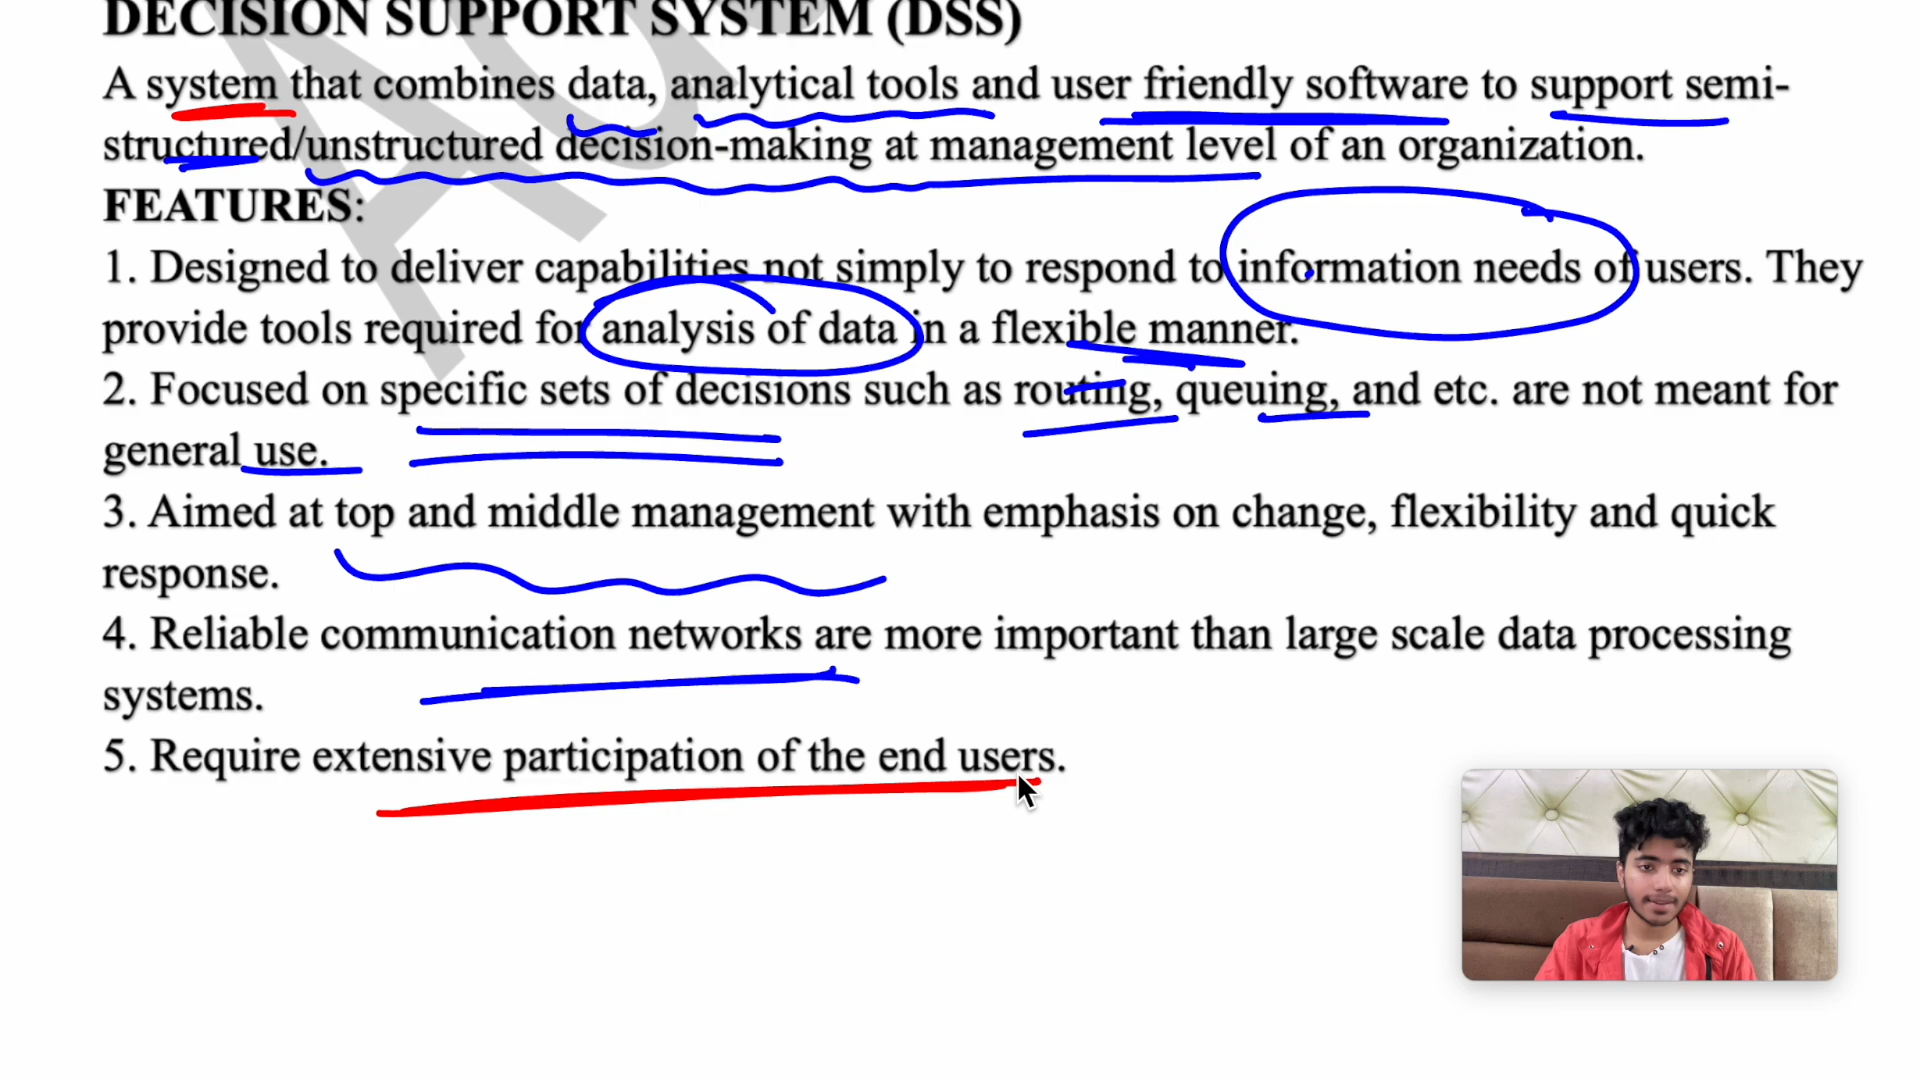 DECISION SUPPORT SYSTEM (DSS)
A system that combines data, analytical tools and user friendly software to support semi-
structured/unstructured decision-making at management level of an organization.
FEATURES:
1. Designed to deliver capabilities not simply to respond to information needs of users. They
provide tools required for analysis of data in a flexible manner.
2. Focused on specific sets of decisions such as routing, queuing, and etc. are not meant for
general use.
3. Aimed at top and middle management with emphasis on change, flexibility and quick
response.
4. Reliable communication networks are more important than large scale data processing
systems.
5. Require extensive participation of the end users.